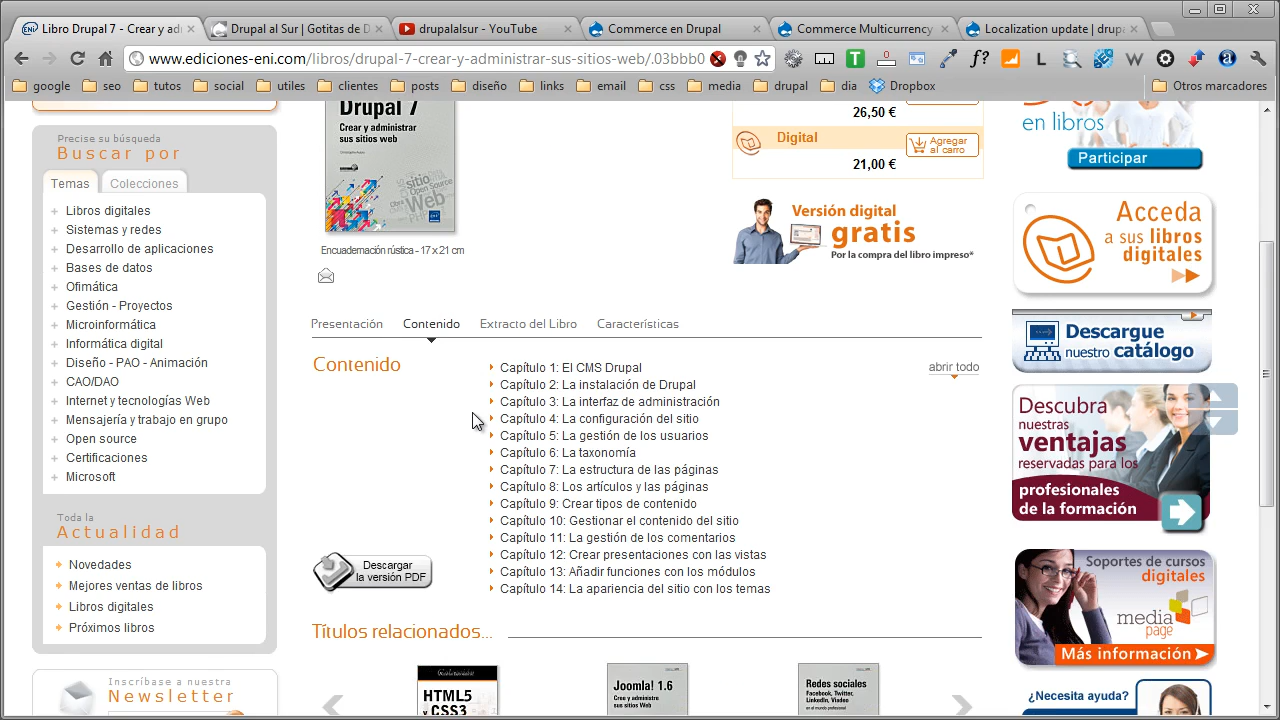 Libro Drupal 7 - Crear y adı
Drupal al Sur | Gotitas de D
drupalalsur - YouTube
Commerce en Drupal
Commerce Multicurrency
Localization update | drupa
www.ediciones-eni.com/libros/drupal-7-crear-y-administrar-sus-sitios-web/.03bbb0
google
seo
tutos
social
utiles
clientes
posts
diseño
links
email
css
media
drupal
dia
Dropbox
Otros marcadores
Precise su búsqueda
Buscar por
Temas
Colecciones
Libros digitales
Sistemas y redes
Desarrollo de aplicaciones
Bases de datos
Ofimática
Gestión - Proyectos
Microinformática
Informática digital
Diseño - PAO - Animación
CAO/DAO
Internet y tecnologías Web
Mensajería y trabajo en grupo
Open source
Certificaciones
Microsoft
Toda la
Actualidad
Novedades
Mejores ventas de libros
Libros digitales
Próximos libros
Inscríbase a nuestra
Newsletter
Drupal 7
Crear y administrar
sus sitios web
Encuadernación rústica - 17 x 21 cm
26,50 €
Digital
Agregar
al carro
21,00 €
Versión digital
gratis
Por la compra del libro impreso*
Presentación
Contenido
Extracto del Libro
Características
Contenido
abrir todo
Capítulo 1: El CMS Drupal
Capítulo 2: La instalación de Drupal
Capítulo 3: La interfaz de administración
Capítulo 4: La configuración del sitio
Capítulo 5: La gestión de los usuarios
Capítulo 6: La taxonomía
Capítulo 7: La estructura de las páginas
Capítulo 8: Los artículos y las páginas
Capítulo 9: Crear tipos de contenido
Capítulo 10: Gestionar el contenido del sitio
Capítulo 11: La gestión de los comentarios
Capítulo 12: Crear presentaciones con las vistas
Capítulo 13: Añadir funciones con los módulos
Capítulo 14: La apariencia del sitio con los temas
Descargar
la versión PDF
Títulos relacionados...
HTML5
y CSS3
Joomla! 1.6
Cree y administre
sus sitios Web
Redes sociales
Facebook, Twitter,
LinkedIn, Viadeo
en el mundo profesional
en libros
Participar
Acceda
a sus libros
digitales
Descargue
nuestro catálogo
Descubra
nuestras
ventajas
reservadas para los
profesionales
de la formación
Soportes de cursos
digitales
media
page
Más información
¿Necesita ayuda?